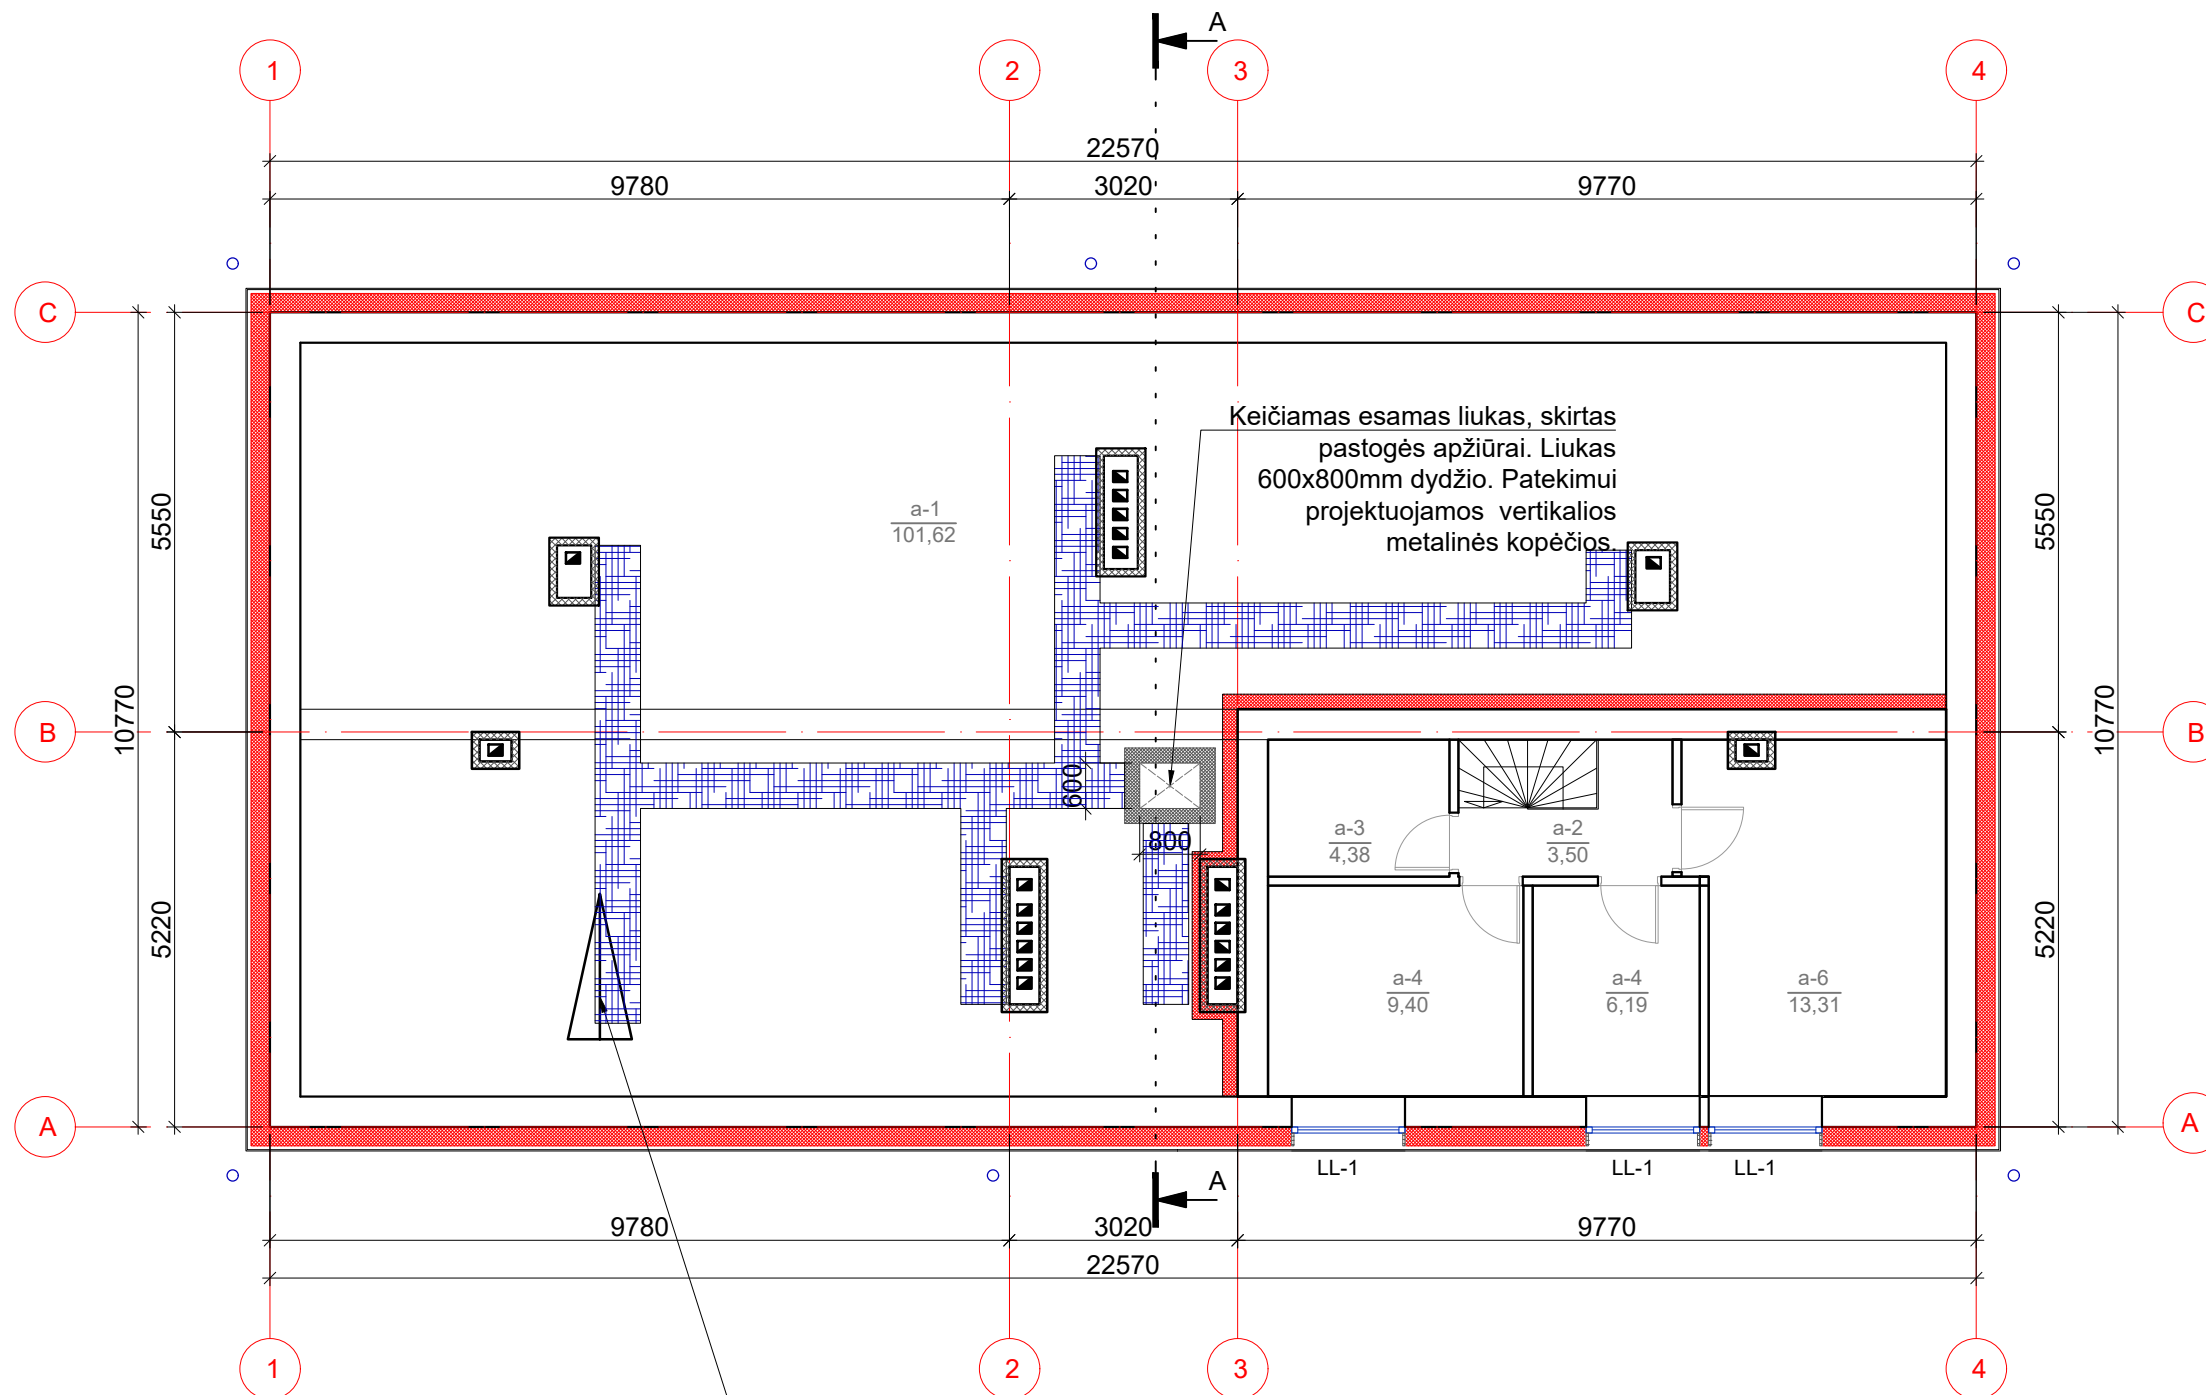 A
1
2
3
4
22570
9780
3020
9770
C
C
Keičiamas esamas liukas, skirtas
pastogės apžiūrai. Liukas
600x800mm dydžio. Patekimui
projektuojamos vertikalios
metalinės kopėčios.
a-1
101,62
5550
5550
10770
10770
B
B
600
800
a-3
4,38
a-2
3,50
5220
5220
a-4
9,40
a-4
6,19
a-6
13,31
A
A
LL-1
LL-1
LL-1
A
9780
3020
9770
22570
1
2
3
4